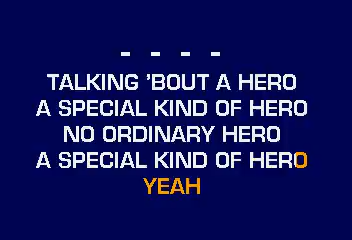 - - - -
TALKING 'BOUT A HERO
A SPECIAL KIND OF HERO
NO ORDINARY HERO
A SPECIAL KIND OF HERO
YEAH